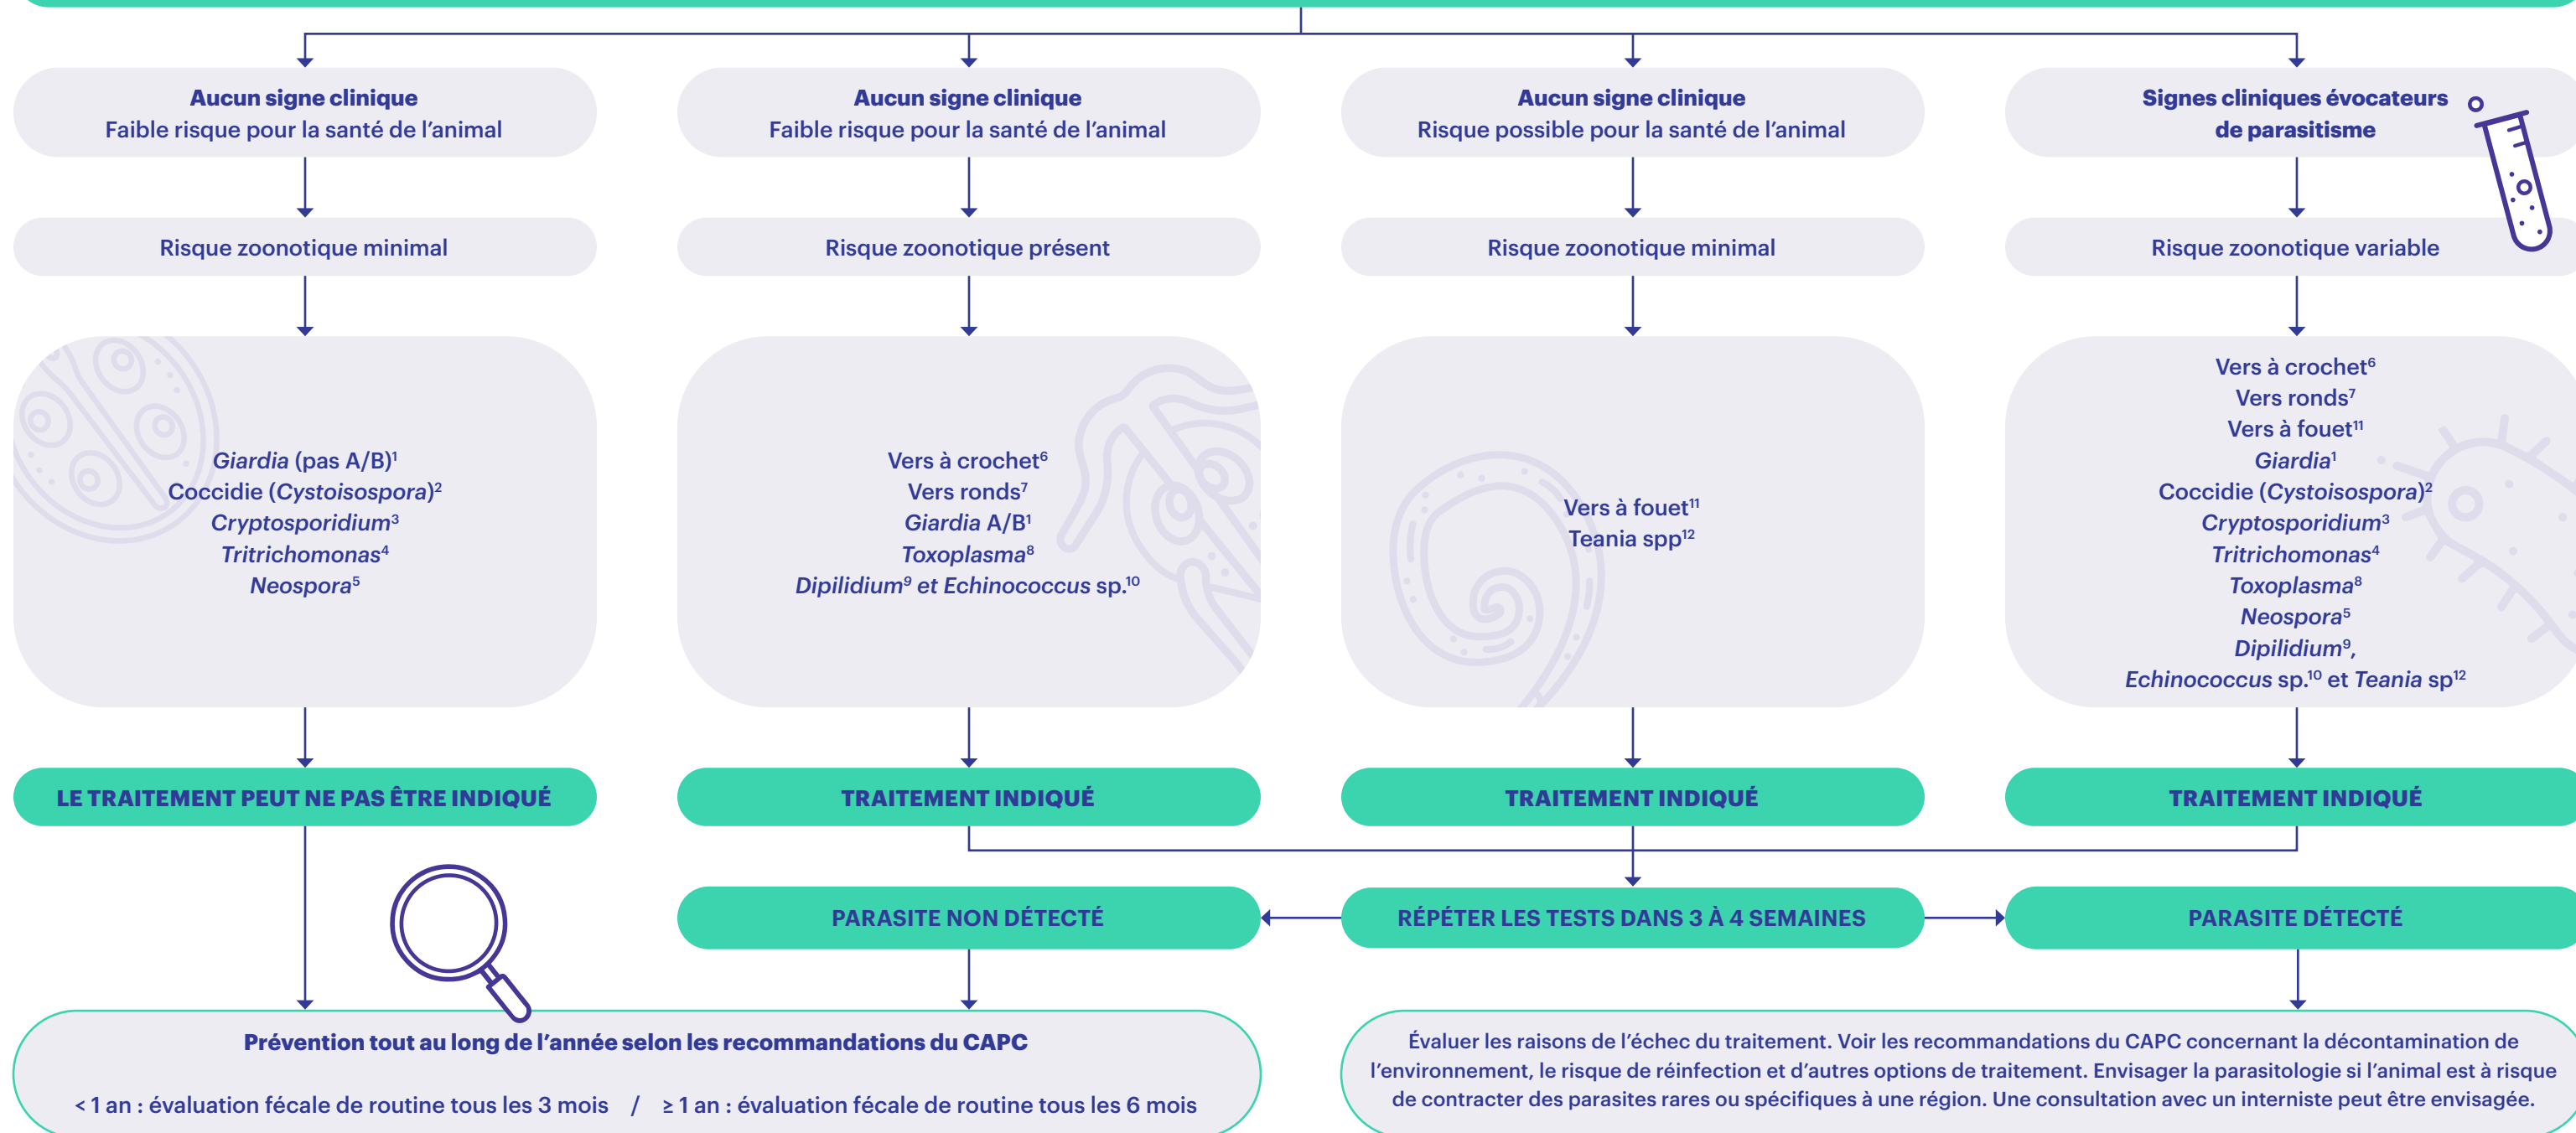 Aucun signe clinique
Faible risque pour la santé de l'animal
Risque zoonotique minimal
Giardia (pas A/B)¹
Coccidie (Cystoisospora)²
Cryptosporidium³
Tritrichomonas⁴
Neospora⁵
LE TRAITEMENT PEUT NE PAS ÊTRE INDIQUÉ
Aucun signe clinique
Faible risque pour la santé de l'animal
Risque zoonotique présent
Vers à crochet⁶
Vers ronds⁷
Giardia A/B¹
Toxoplasma⁸
Dipilidium⁹ et Echinococcus sp.¹⁰
TRAITEMENT INDIQUÉ
Aucun signe clinique
Risque possible pour la santé de l'animal
Risque zoonotique minimal
Vers à fouet¹¹
Teania spp¹²
TRAITEMENT INDIQUÉ
Signes cliniques évocateurs
de parasitisme
Risque zoonotique variable
Vers à crochet⁶
Vers ronds⁷
Vers à fouet¹¹
Giardia¹
Coccidie (Cystoisospora)²
Cryptosporidium³
Tritrichomonas⁴
Toxoplasma⁸
Neospora⁵
Dipilidium⁹,
Echinococcus sp.¹⁰ et Teania sp¹²
TRAITEMENT INDIQUÉ
PARASITE NON DÉTECTÉ
RÉPÉTER LES TESTS DANS 3 À 4 SEMAINES
PARASITE DÉTECTÉ
Prévention tout au long de l'année selon les recommandations du CAPC
< 1 an : évaluation fécale de routine tous les 3 mois / ≥ 1 an : évaluation fécale de routine tous les 6 mois
Évaluer les raisons de l'échec du traitement. Voir les recommandations du CAPC concernant la décontamination de
l'environnement, le risque de réinfection et d'autres options de traitement. Envisager la parasitologie si l'animal est à risque
de contracter des parasites rares ou spécifiques à une région. Une consultation avec un interniste peut être envisagée.